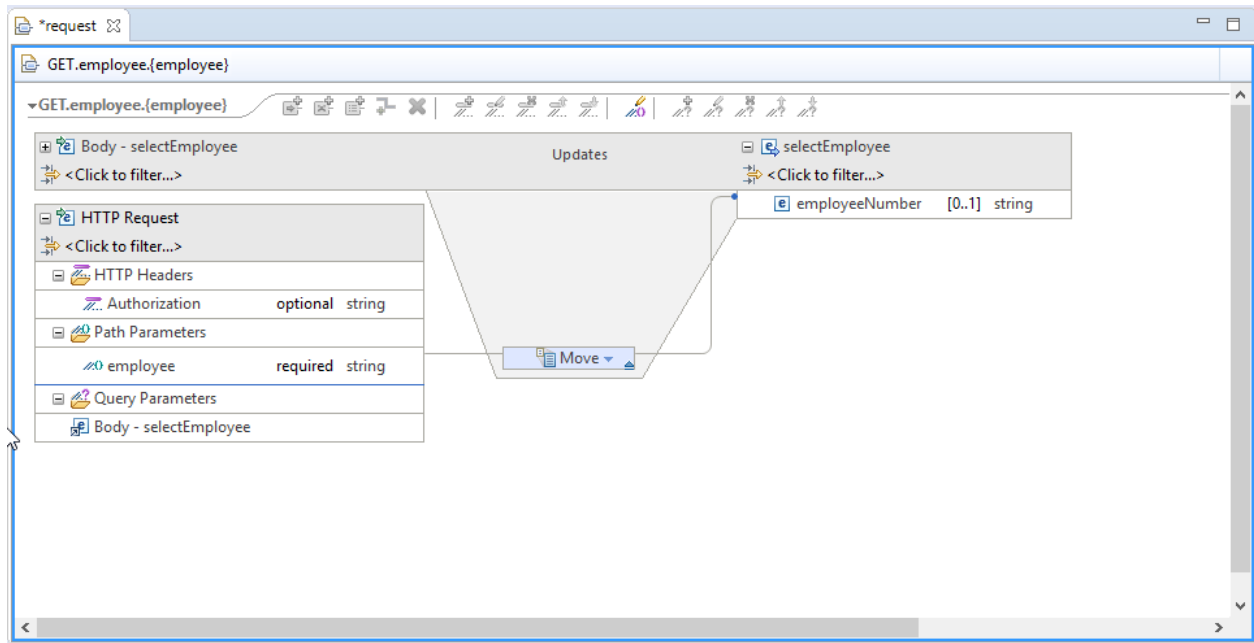 *request
GET.employee.{employee}
GET.employee.{employee}
Body - selectEmployee
<Click to filter...>
Updates
selectEmployee
<Click to filter...>
employeeNumber [0..1] string
HTTP Request
<Click to filter...>
HTTP Headers
Authorization optional string
Path Parameters
employee required string
Move
Query Parameters
Body - selectEmployee